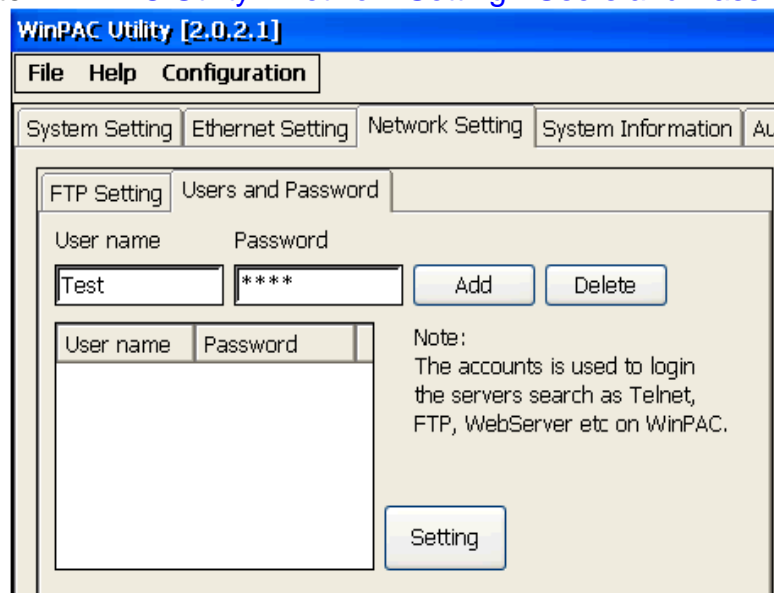 WinPAC Utility [2.0.2.1]
File Help Configuration
System Setting Ethernet Setting Network Setting System Information
FTP Setting Users and Password
User name Password
Test **** Add Delete
User name Password
Note:
The accounts is used to login
the servers search as Telnet,
FTP, WebServer etc on WinPAC.
Setting